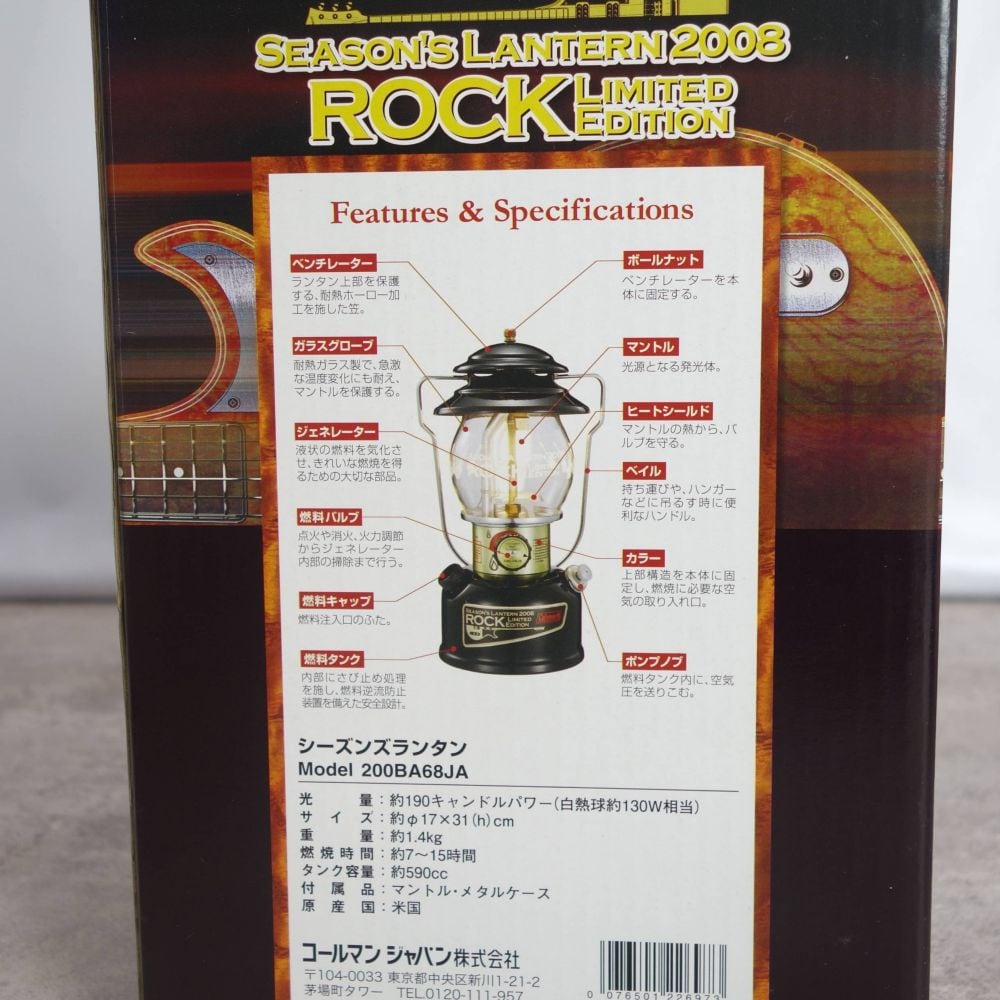 SEASON'S LANTERN 2008
ROCK LIMITED EDITION
Features & Specifications
ベンチレーター
ランタン上部を保護
する、耐熱ホーロー加
工を施した笠。
ガラスグローブ
耐熱ガラス製で、急激
な温度変化にも耐え、
マントルを保護する。
ジェネレーター
液状の燃料を気化さ
せ、きれいな燃焼を得
るための大切な部品。
燃料バルブ
点火や消火、火力調節
からジェネレーター
内部の掃除まで行う。
燃料キャップ
燃料注入口のふた。
燃料タンク
内部にさび止め処理
を施し、燃料逆流防止
装置を備えた安全設計。
ボールナット
ベンチレーターを本
体に固定する。
マントル
光源となる発光体。
ヒートシールド
マントルの熱から、バ
ルブを守る。
ベイル
持ち運びや、ハンガー
などに吊るす時に便
利なハンドル。
カラー
上部構造を本体に固
定し、燃焼に必要な空
気の取り入れ口。
ポンプノブ
燃料タンク内に、空気
圧を送りこむ。
ROCK
SEASON'S LANTERN 2008
ROCK LIMITED EDITION
Coleman
シーズンズランタン
Model 200BA68JA
光量：約190キャンドルパワー（白熱球約130W相当）
サイズ：約φ17×31(h)cm
重量：約1.4kg
燃焼時間：約7〜15時間
タンク容量：約590cc
付属品：マントル・メタルケース
原産国：米国
コールマン ジャパン株式会社
〒104-0033 東京都中央区新川1-21-2
茅場町タワー TEL.0120-111-957
0 76501 22697 3